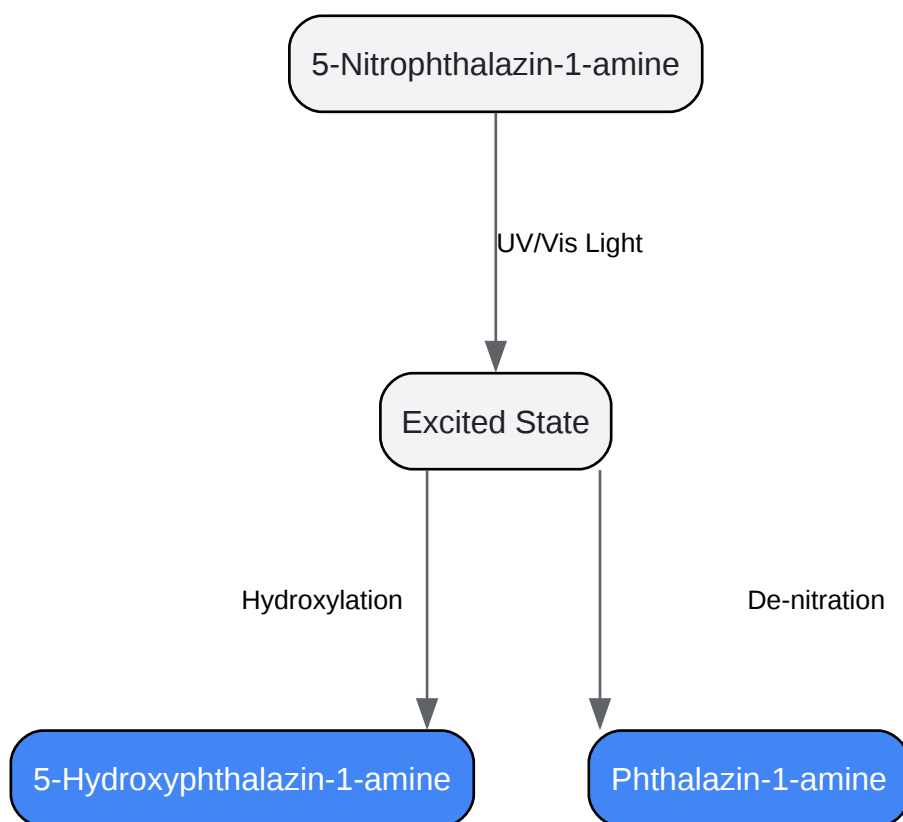 5-Nitrophthalazin-1-amine
UV/Vis Light
Excited State
Hydroxylation
De-nitration
5-Hydroxyphthalazin-1-amine
Phthalazin-1-amine